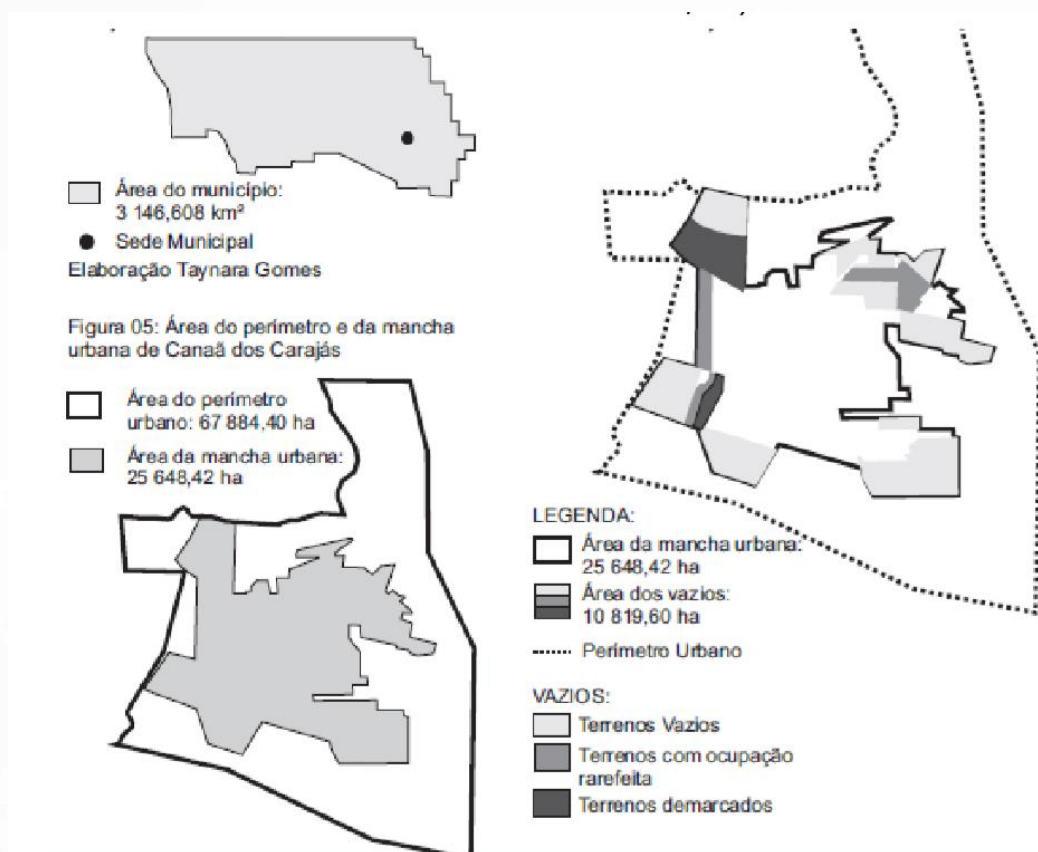 Área do município:
3 146,608 km²
Sede Municipal
Elaboração Taynara Gomes
Figura 05: Área do perímetro e da mancha
urbana de Canaã dos Carajás
Área do perímetro
urbano: 67 884,40 ha
Área da mancha urbana:
25 648,42 ha
LEGENDA:
Área da mancha urbana:
25 648,42 ha
Área dos vazios:
10 819,60 ha
Perímetro Urbano
VAZIOS:
Terrenos Vazios
Terrenos com ocupação
rarefeita
Terrenos demarcados